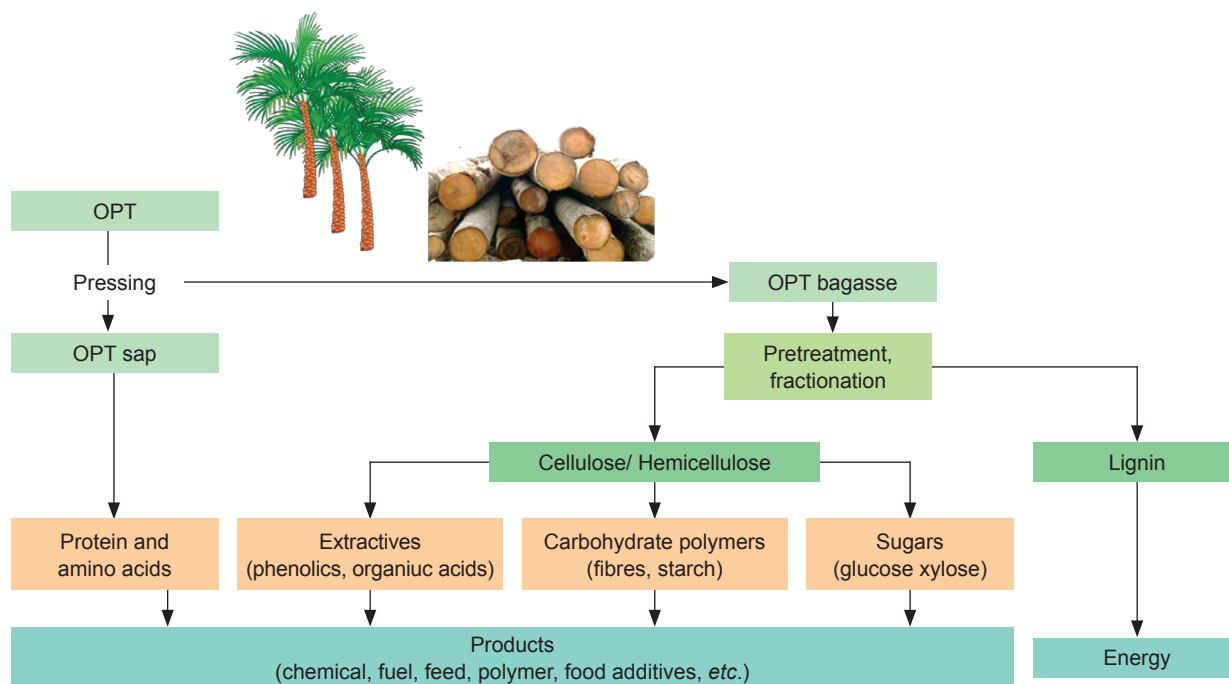 OPT
Pressing
OPT bagasse
OPT sap
Pretreatment,
fractionation
Cellulose/ Hemicellulose
Lignin
Protein and
amino acids
Extractives
(phenolics, organiuc acids)
Carbohydrate polymers
(fibres, starch)
Sugars
(glucose xylose)
Products
(chemical, fuel, feed, polymer, food additives, etc.)
Energy